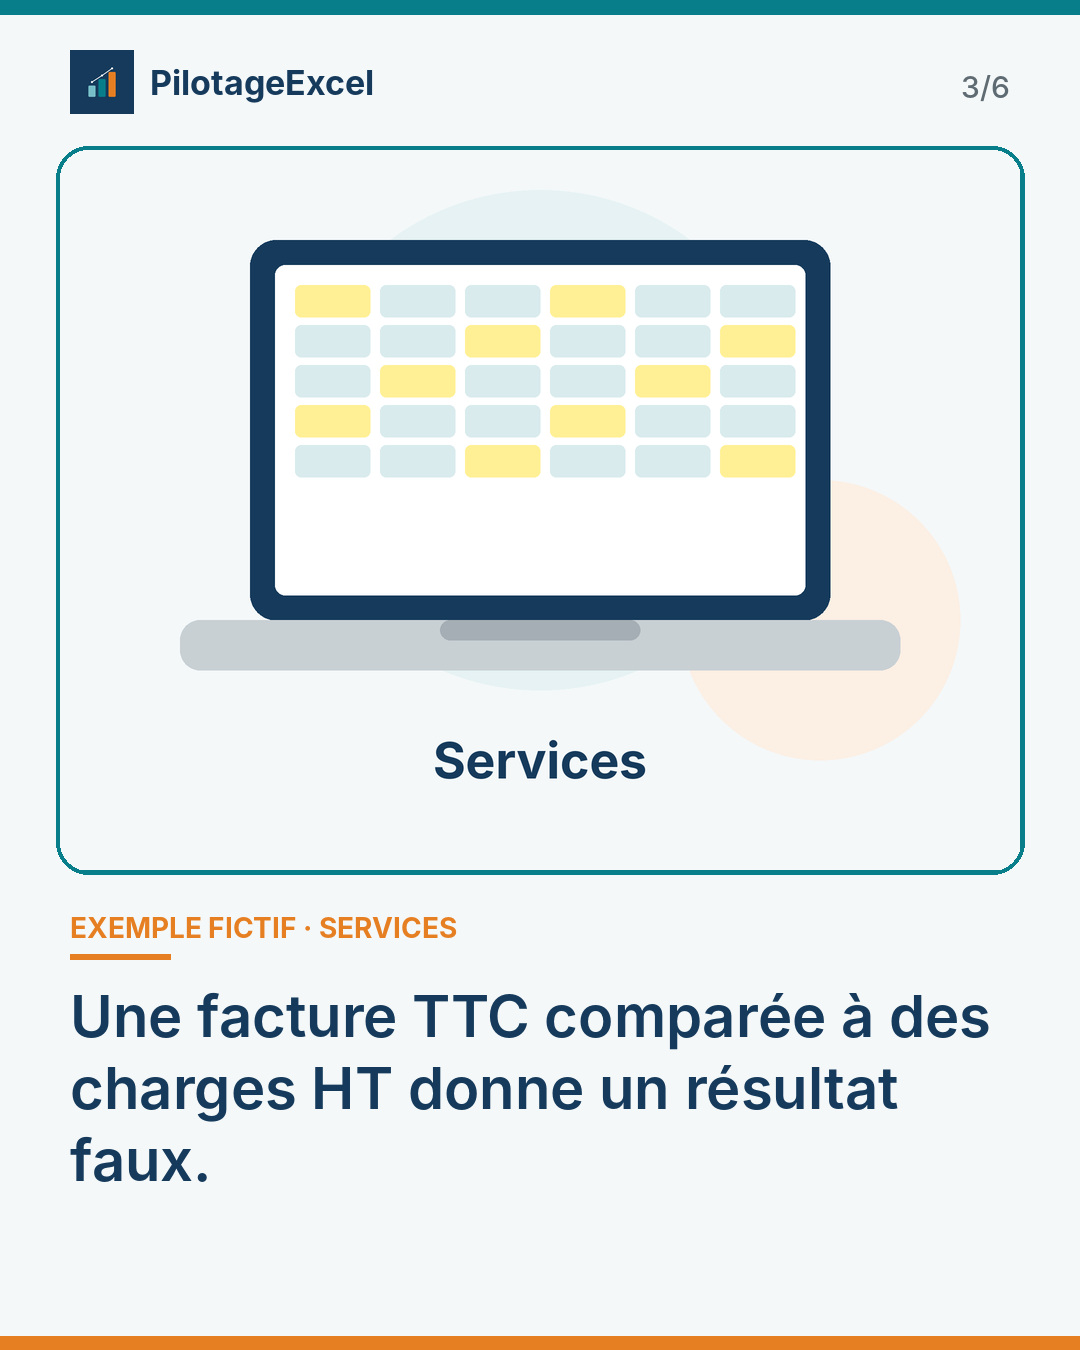 PilotageExcel
3/6
Services
EXEMPLE FICTIF · SERVICES
Une facture TTC comparée à des
charges HT donne un résultat
faux.